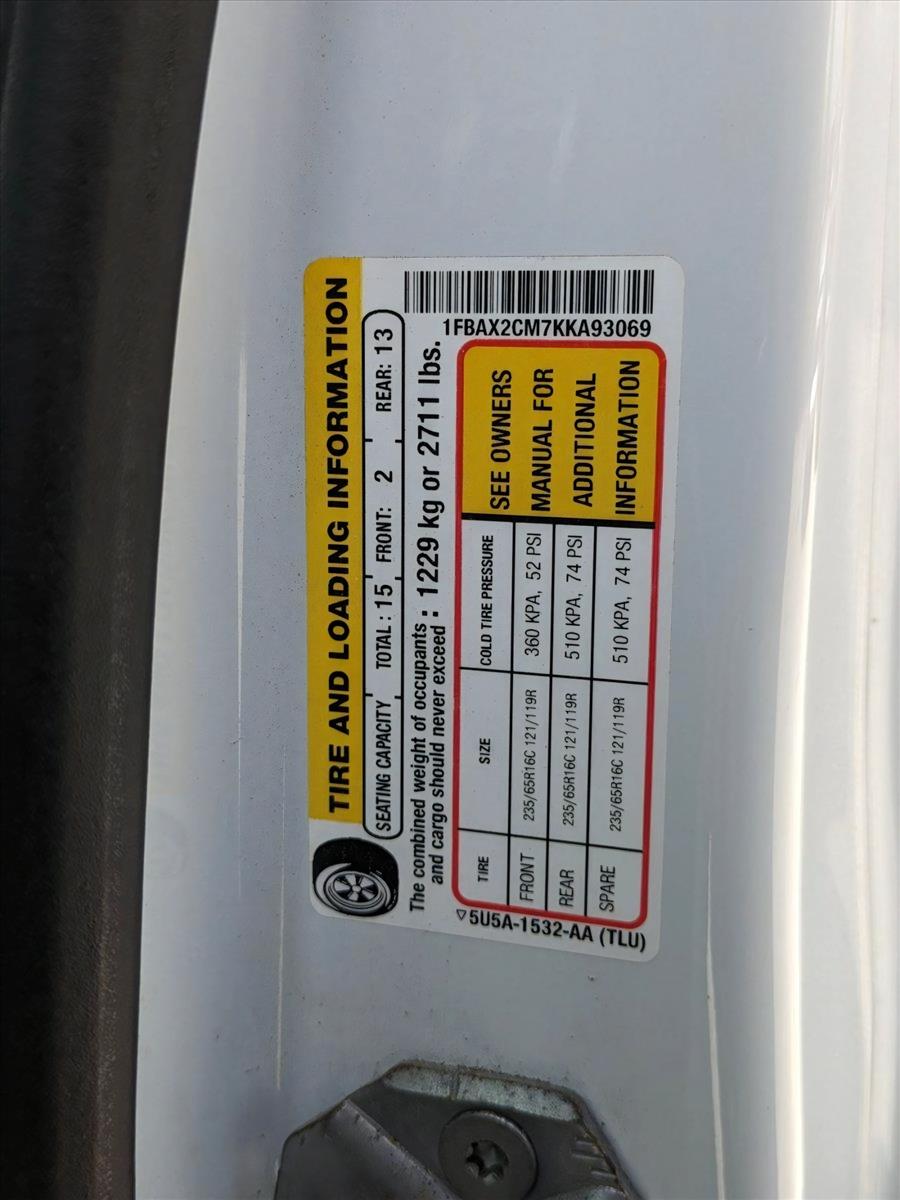 TIRE AND LOADING INFORMATION
SEATING CAPACITY TOTAL: 15 FRONT: 2 REAR: 13
The combined weight of occupants
and cargo should never exceed : 1229 kg or 2711 lbs.
1FBAX2CM7KKA93069
TIRE SIZE COLD TIRE PRESSURE
FRONT 235/65R16C 121/119R 360 KPA, 52 PSI
REAR 235/65R16C 121/119R 510 KPA, 74 PSI
SPARE 235/65R16C 121/119R 510 KPA, 74 PSI
SEE OWNERS
MANUAL FOR
ADDITIONAL
INFORMATION
5U5A-1532-AA (TLU)